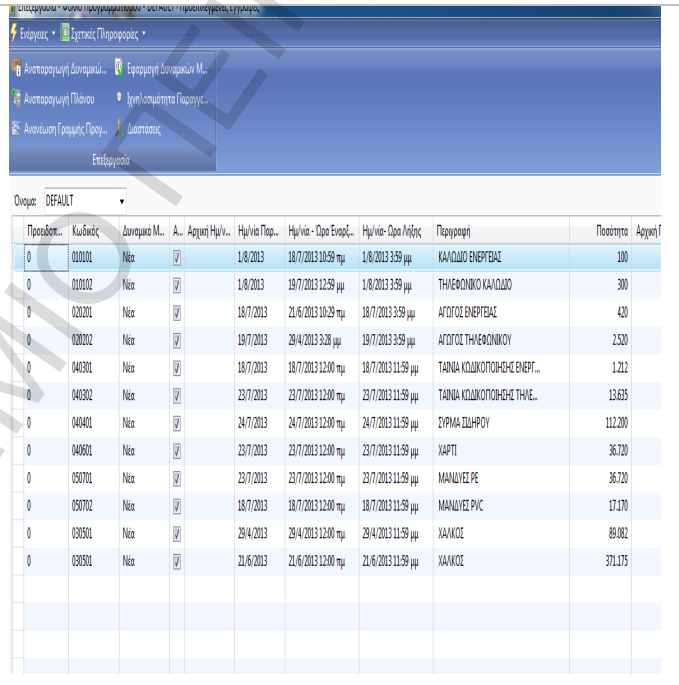 Επεξεργασία - Φύλλο Προγραμματισμού - DEFAULT - Προεπιλεγμένες Εγγραφές
Ενέργειες Σχετικές Πληροφορίες
Αναπαραγωγή Δυναμικώ... Εφαρμογή Δυναμικών Μ...
Αναπαραγωγή Πλάνου Ιχνηλασιμότητα Παραγγε...
Ανανέωση Γραμμής Προγ... Διαστάσεις
Επεξεργασία
Όνομα: DEFAULT
Προειδοπ... Κωδικός Δυναμικό Μ... Α... Αρχική Ημ/ν... Ημ/νία Παρ... Ημ/νία - Ώρα Εναρξ... Ημ/νία- Ώρα Λήξης Περιγραφή Ποσότητα Αρχική
0 010101 Νέα 1/8/2013 18/7/2013 10:59 πμ 1/8/2013 3:59 μμ ΚΑΛΩΔΙΟ ΕΝΕΡΓΕΙΑΣ 100
0 010102 Νέα 1/8/2013 19/7/2013 12:59 μμ 1/8/2013 3:59 μμ ΤΗΛΕΦΩΝΙΚΟ ΚΑΛΩΔΙΟ 300
0 020201 Νέα 18/7/2013 21/6/2013 10:29 πμ 18/7/2013 3:59 μμ ΑΓΩΓΟΣ ΕΝΕΡΓΕΙΑΣ 420
0 020202 Νέα 19/7/2013 29/4/2013 3:28 μμ 19/7/2013 3:59 μμ ΑΓΩΓΟΣ ΤΗΛΕΦΩΝΙΚΟΥ 2.520
0 040301 Νέα 18/7/2013 18/7/2013 12:00 πμ 18/7/2013 11:59 μμ ΤΑΙΝΙΑ ΚΩΔΙΚΟΠΟΙΗΣΗΣ ΕΝΕΡΓ... 1.212
0 040302 Νέα 23/7/2013 23/7/2013 12:00 πμ 23/7/2013 11:59 μμ ΤΑΙΝΙΑ ΚΩΔΙΚΟΠΟΙΗΣΗΣ ΤΗΛΕ... 13.635
0 040401 Νέα 24/7/2013 24/7/2013 12:00 πμ 24/7/2013 11:59 μμ ΣΥΡΜΑ ΣΙΔΗΡΟΥ 112.200
0 040601 Νέα 23/7/2013 23/7/2013 12:00 πμ 23/7/2013 11:59 μμ ΧΑΡΤΙ 36.720
0 050701 Νέα 23/7/2013 23/7/2013 12:00 πμ 23/7/2013 11:59 μμ ΜΑΝΔΥΕΣ PE 36.720
0 050702 Νέα 18/7/2013 18/7/2013 12:00 πμ 18/7/2013 11:59 μμ ΜΑΝΔΥΕΣ PVC 17.170
0 030501 Νέα 29/4/2013 29/4/2013 12:00 πμ 29/4/2013 11:59 μμ ΧΑΛΚΟΣ 89.082
0 030501 Νέα 21/6/2013 21/6/2013 12:00 πμ 21/6/2013 11:59 μμ ΧΑΛΚΟΣ 371.175